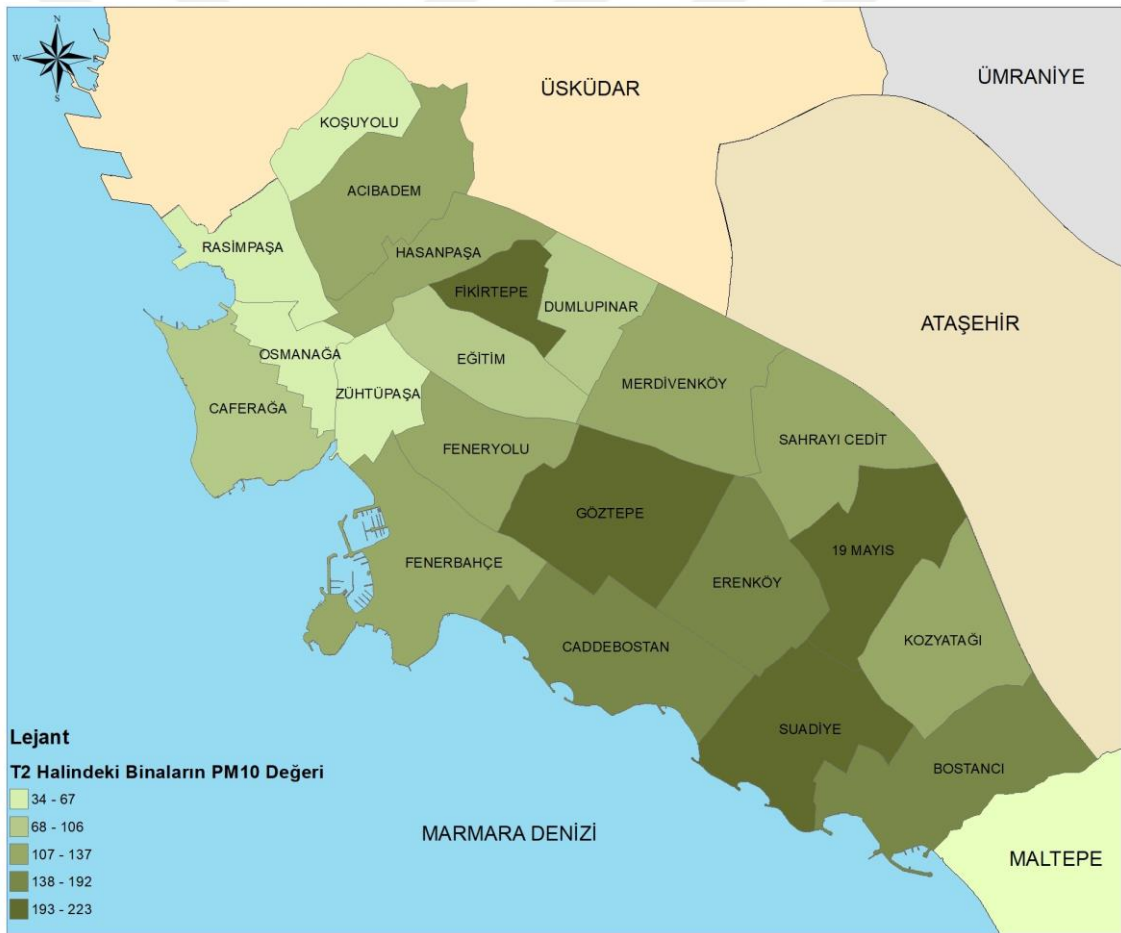 N
W E
S
ÜSKÜDAR
ÜMRANİYE
KOŞUYOLU
ACIBADEM
RASİMPAŞA
HASANPAŞA
FİKİRTEPE
DUMLUPINAR
ATAŞEHİR
OSMANAĞA
EĞİTİM
ZÜHTÜPAŞA
MERDİVENKÖY
CAFERAĞA
SAHRAYI CEDİT
FENERYOLU
GÖZTEPE
19 MAYIS
FENERBAHÇE
ERENKÖY
CADDEBOSTAN
KOZYATAĞI
SUADİYE
BOSTANCI
MARMARA DENİZİ
MALTEPE
Lejant
T2 Halindeki Binaların PM10 Değeri
34 - 67
68 - 106
107 - 137
138 - 192
193 - 223